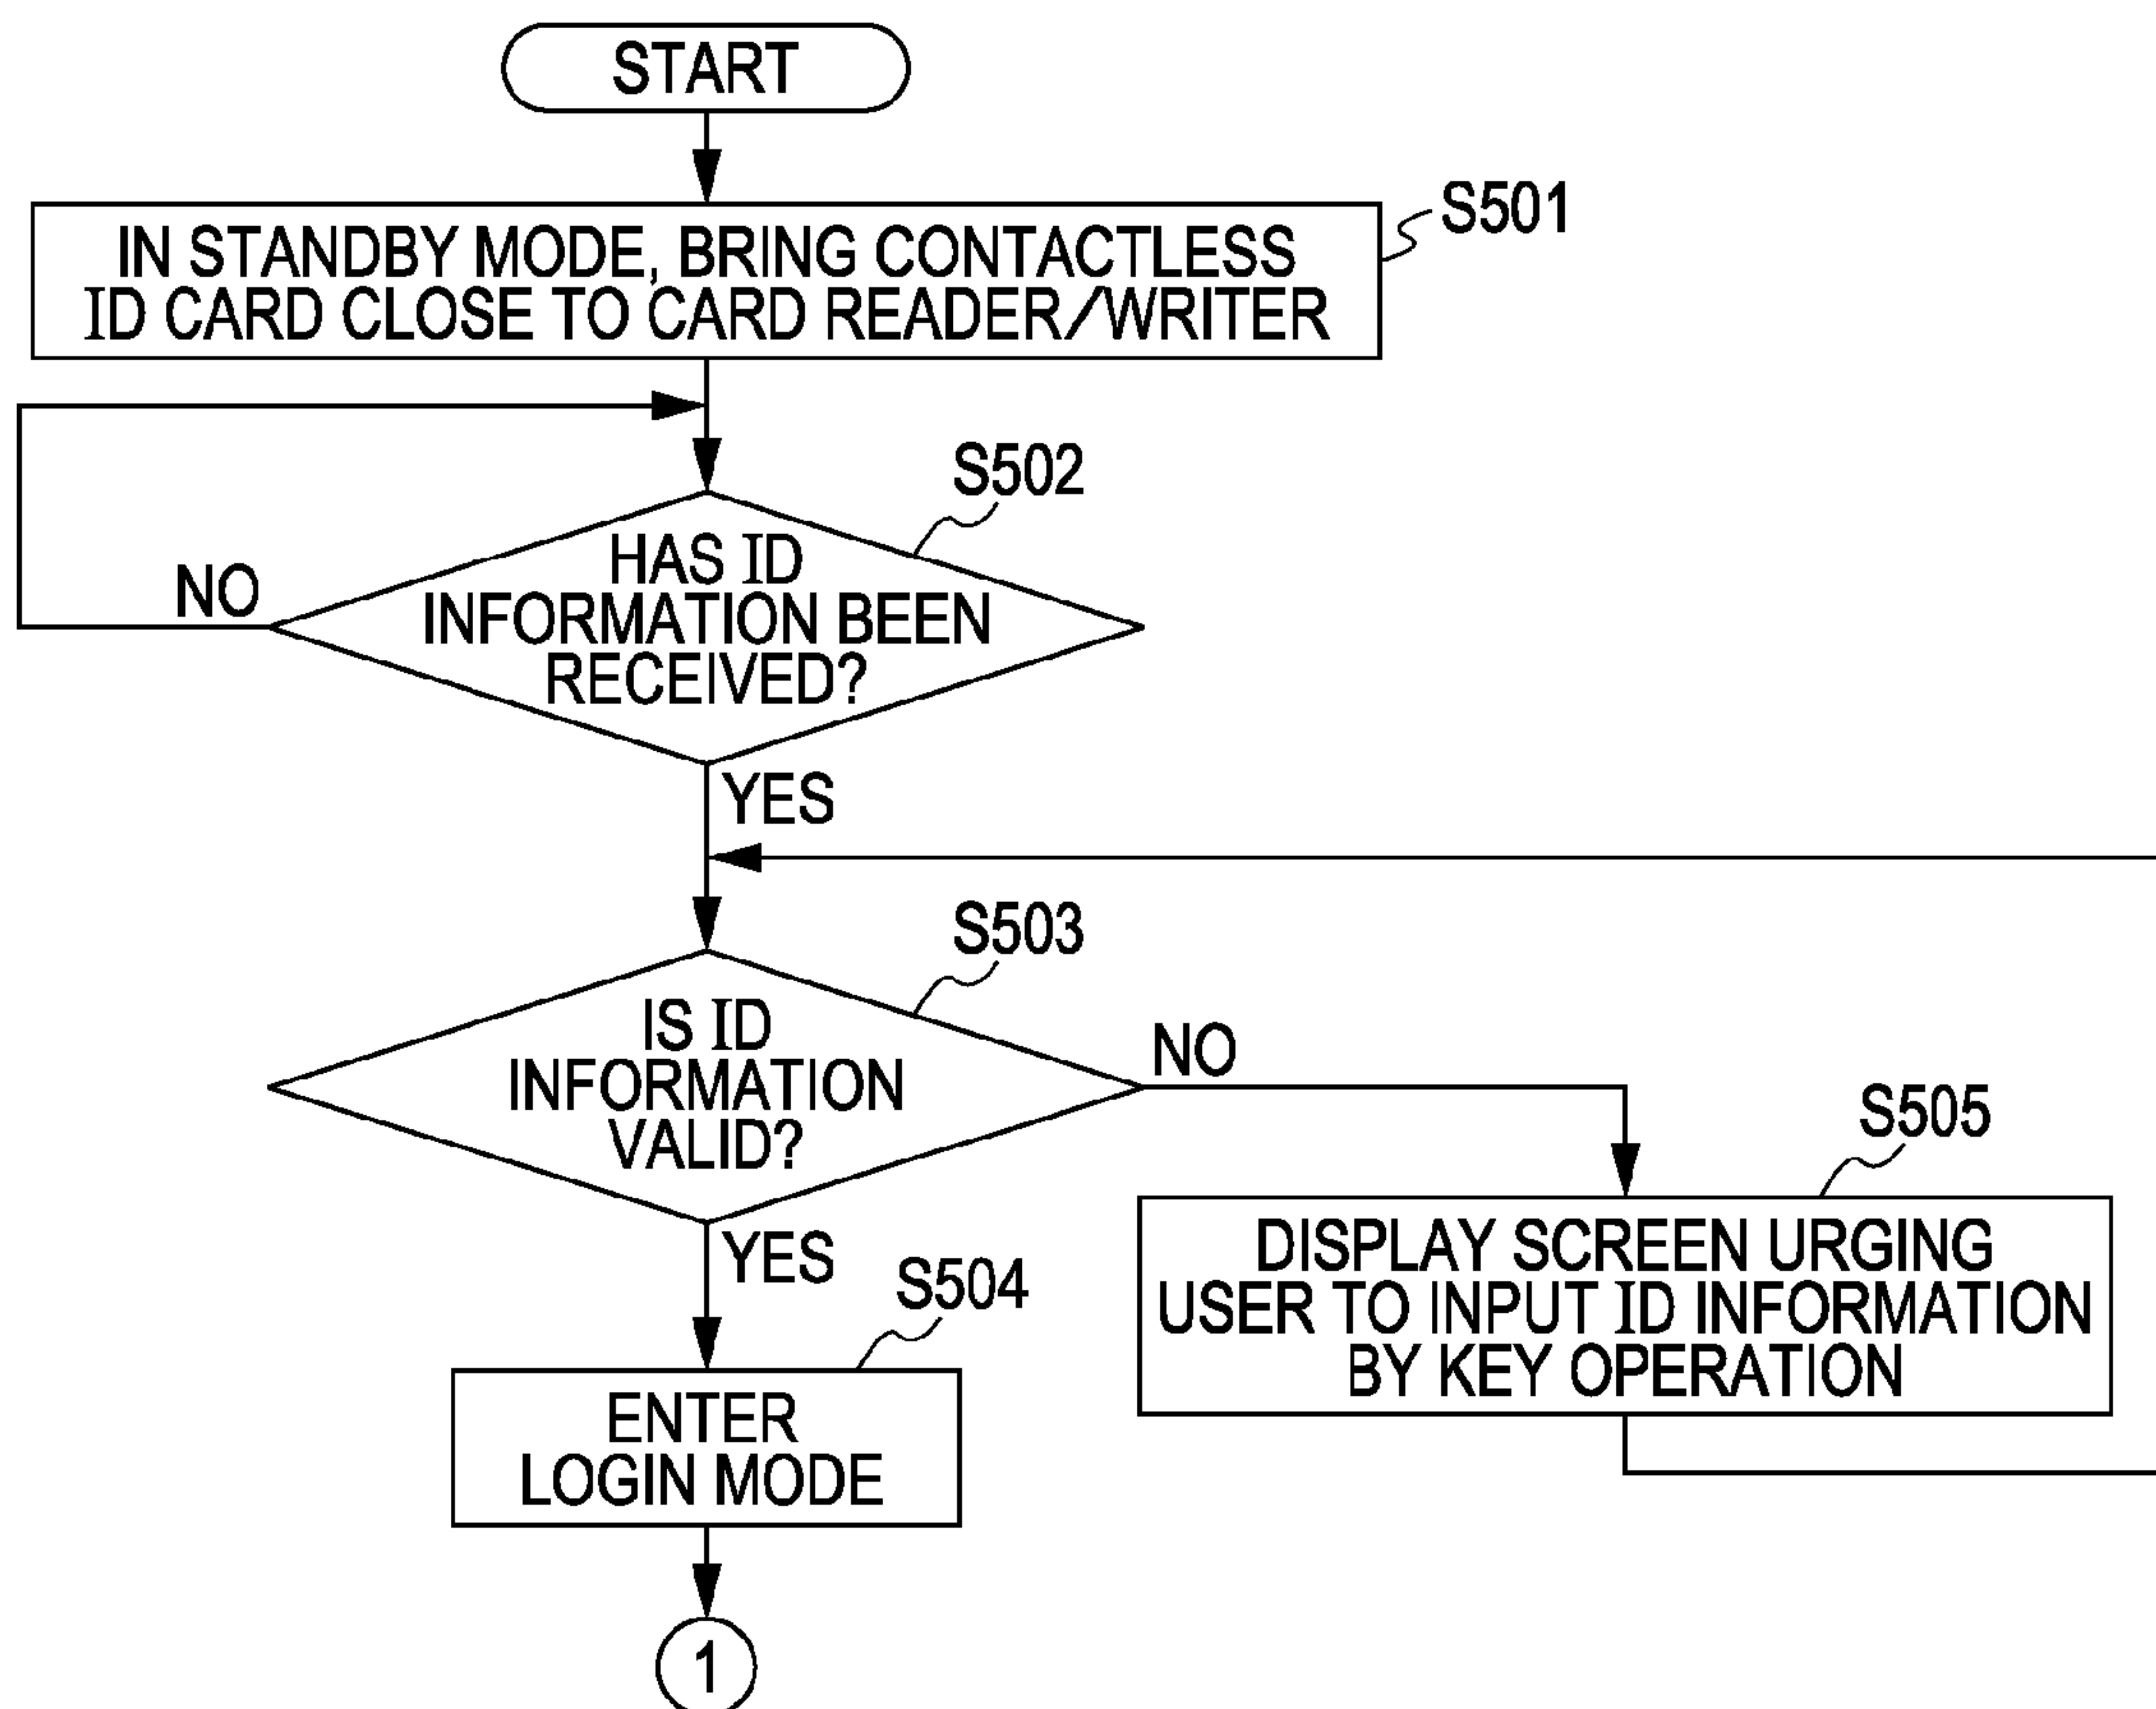 START
S501
IN STANDBY MODE, BRING CONTACTLESS
ID CARD CLOSE TO CARD READER/WRITER
S502
HAS ID
INFORMATION BEEN
RECEIVED?
NO
YES
S503
IS ID
INFORMATION
VALID?
NO
YES
S505
DISPLAY SCREEN URGING
USER TO INPUT ID INFORMATION
BY KEY OPERATION
S504
ENTER
LOGIN MODE
1